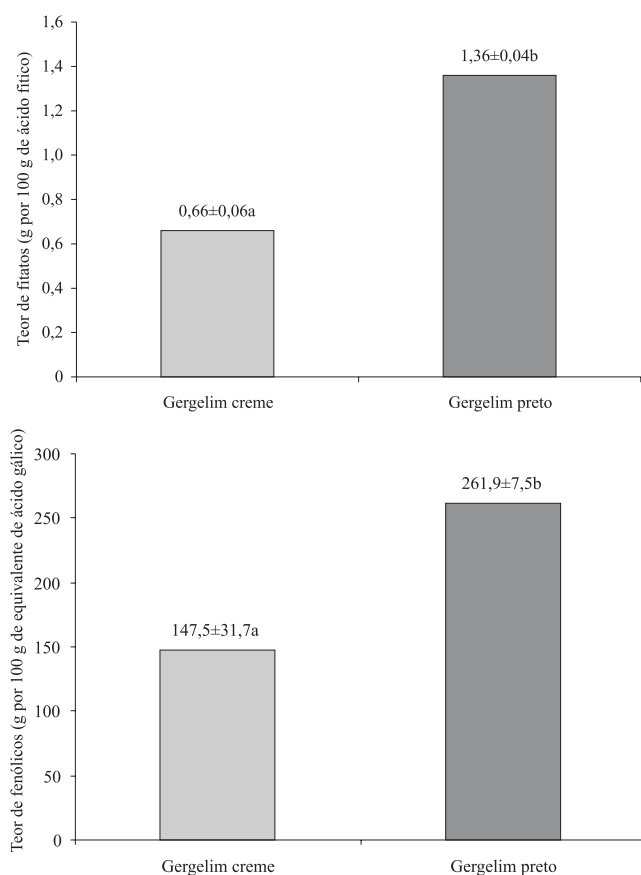 Teor de fitatos (g por 100 g de ácido fítico)
1,6
1,4
1,2
1,0
0,8
0,6
0,4
0,2
0
0,66±0,06a
1,36±0,04b
Gergelim creme
Gergelim preto
Teor de fenólicos (g por 100 g de equivalente de ácido gálico)
300
250
200
150
100
50
0
147,5±31,7a
261,9±7,5b
Gergelim creme
Gergelim preto